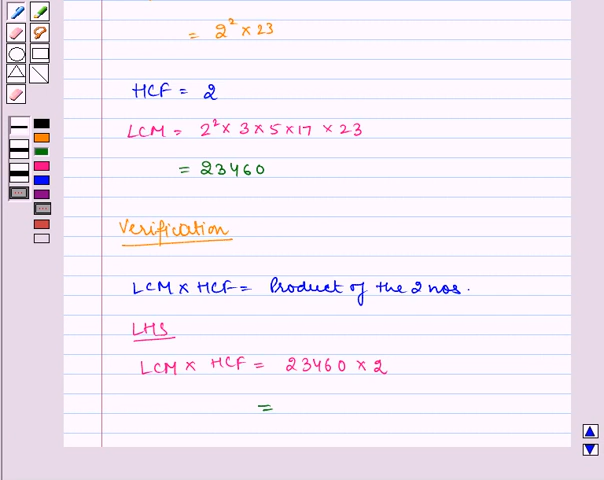 = 2² × 23
HCF = 2
LCM = 2² × 3 × 5 × 17 × 23
= 23460
Verification
LCM × HCF = Product of the 2 nos.
LHS
LCM × HCF = 23460 × 2
=